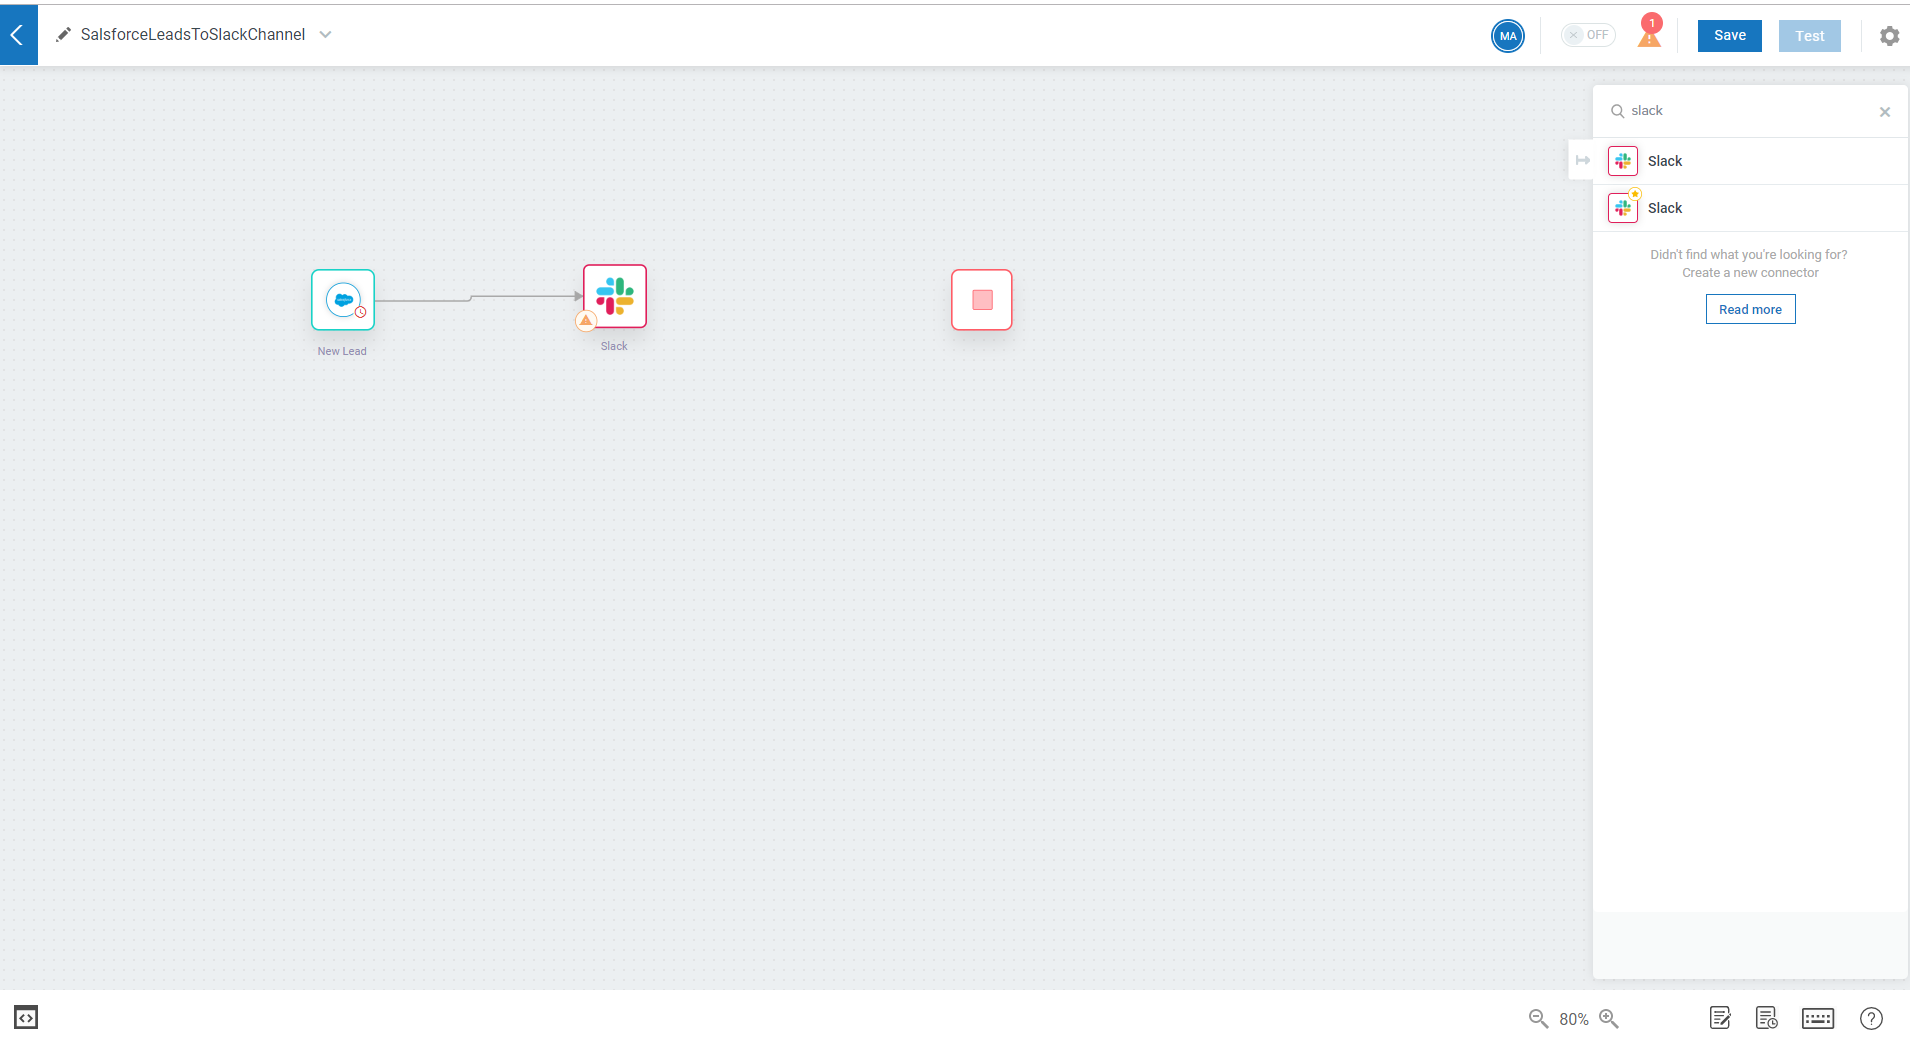 SalsforceLeadsToSlackChannel
MA
OFF
1
Save
Test
slack
Slack
Slack
Didn't find what you're looking for?
Create a new connector
Read more
New Lead
Slack
80%